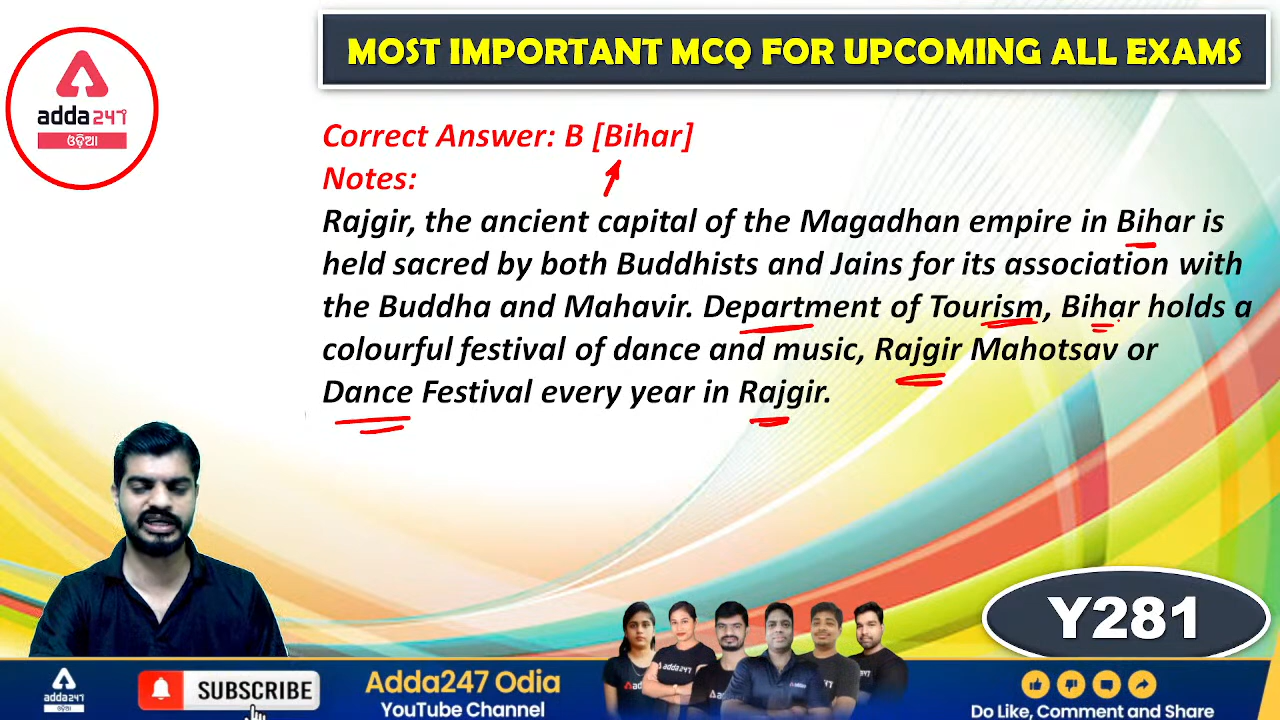 MOST IMPORTANT MCQ FOR UPCOMING ALL EXAMS
adda247
ଓଡ଼ିଆ
Correct Answer: B [Bihar]
Notes:
Rajgir, the ancient capital of the Magadhan empire in Bihar is
held sacred by both Buddhists and Jains for its association with
the Buddha and Mahavir. Department of Tourism, Bihar holds a
colourful festival of dance and music, Rajgir Mahotsav or
Dance Festival every year in Rajgir.
Y281
adda247
adda247
ଓଡ଼ିଆ
SUBSCRIBE
Adda247 Odia
YouTube Channel
Do Like, Comment and Share